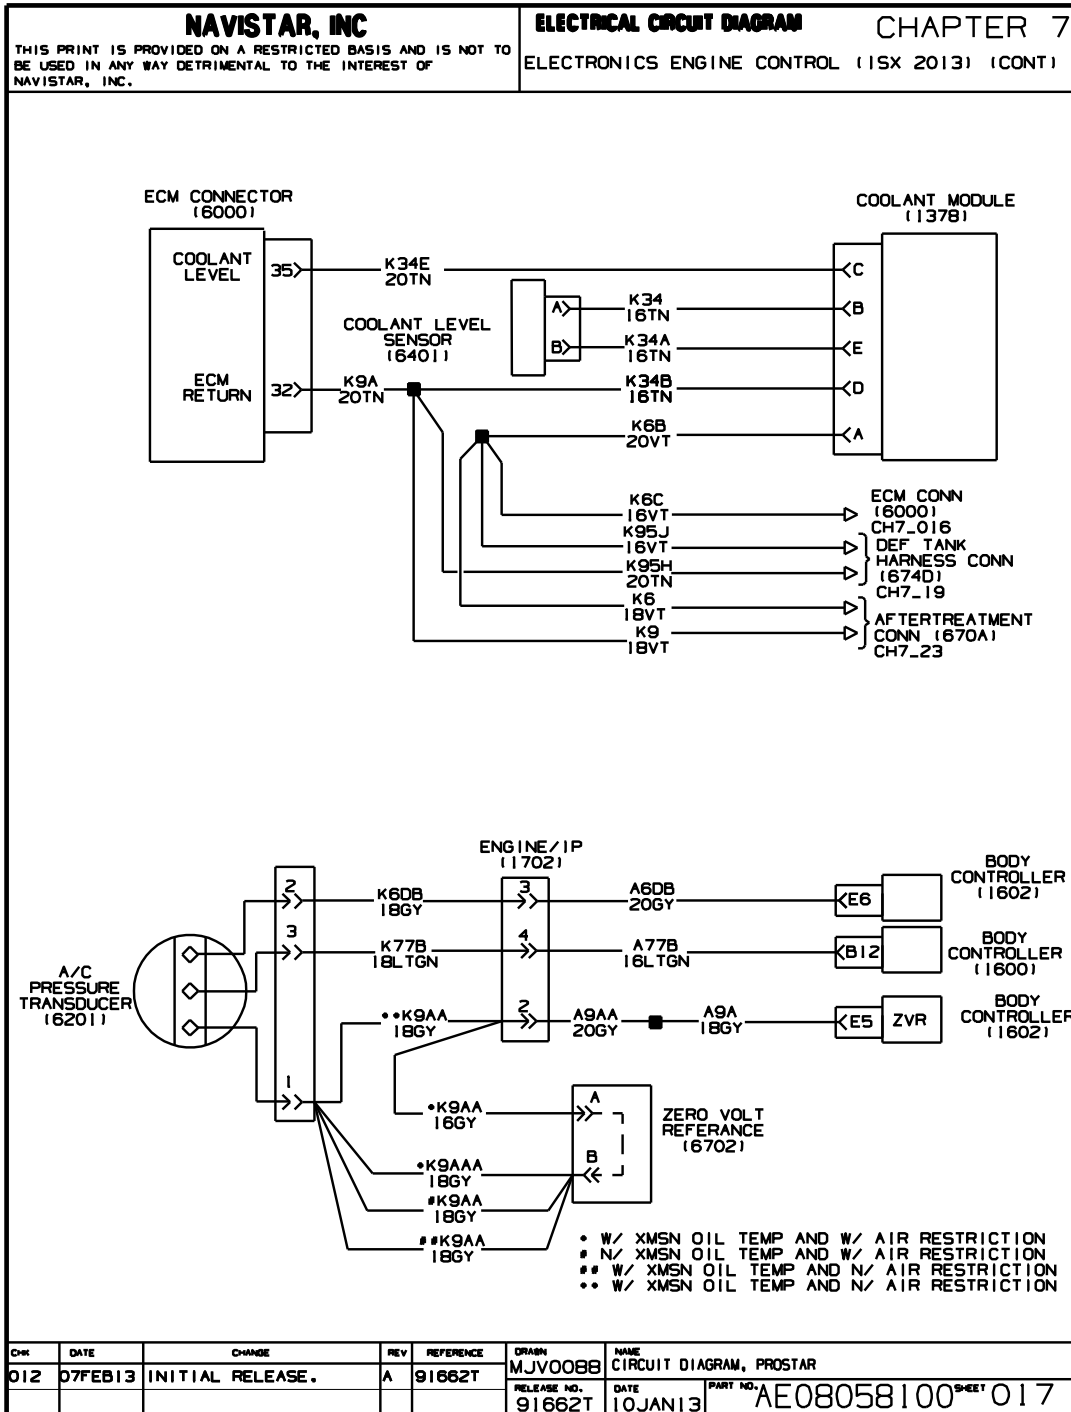 NAVISTAR, INC
THIS PRINT IS PROVIDED ON A RESTRICTED BASIS AND IS NOT TO
BE USED IN ANY WAY DETRIMENTAL TO THE INTEREST OF
NAVISTAR, INC.
ELECTRICAL CIRCUIT DIAGRAM
CHAPTER 7
ELECTRONICS ENGINE CONTROL (ISX 2013) (CONT)
ECM CONNECTOR
(6000)
COOLANT MODULE
(1378)
COOLANT
LEVEL
35
K34E
20TN
C
A
K34
16TN
B
COOLANT LEVEL
SENSOR
(6401)
B
K34A
16TN
E
ECM
RETURN
32
K9A
20TN
K34B
16TN
D
K6B
20VT
A
K6C
16VT
ECM CONN
(6000)
CH7_016
K95J
16VT
K95H
20TN
DEF TANK
HARNESS CONN
(674D)
CH7_19
K6
18VT
K9
18VT
AFTERTREATMENT
CONN (670A)
CH7_23
ENGINE/IP
(1702)
2
K6DB
18GY
3
A6DB
20GY
E6
BODY
CONTROLLER
(1602)
3
K77B
18LTGN
4
A77B
16LTGN
B12
BODY
CONTROLLER
(1600)
A/C
PRESSURE
TRANSDUCER
(6201)
••K9AA
18GY
2
A9AA
20GY
A9A
18GY
E5
ZVR
BODY
CONTROLLER
(1602)
1
•K9AA
16GY
A
ZERO VOLT
REFERANCE
(6702)
•K9AAA
18GY
B
#K9AA
18GY
##K9AA
18GY
• W/ XMSN OIL TEMP AND W/ AIR RESTRICTION
# N/ XMSN OIL TEMP AND W/ AIR RESTRICTION
## W/ XMSN OIL TEMP AND N/ AIR RESTRICTION
•• W/ XMSN OIL TEMP AND N/ AIR RESTRICTION
CHK DATE CHANGE REV REFERENCE
012 07FEB13 INITIAL RELEASE. A 91662T
DRAWN
MJV0088
NAME
CIRCUIT DIAGRAM, PROSTAR
RELEASE NO.
91662T
DATE
10JAN13
PART NO. AE08058100 SHEET 017